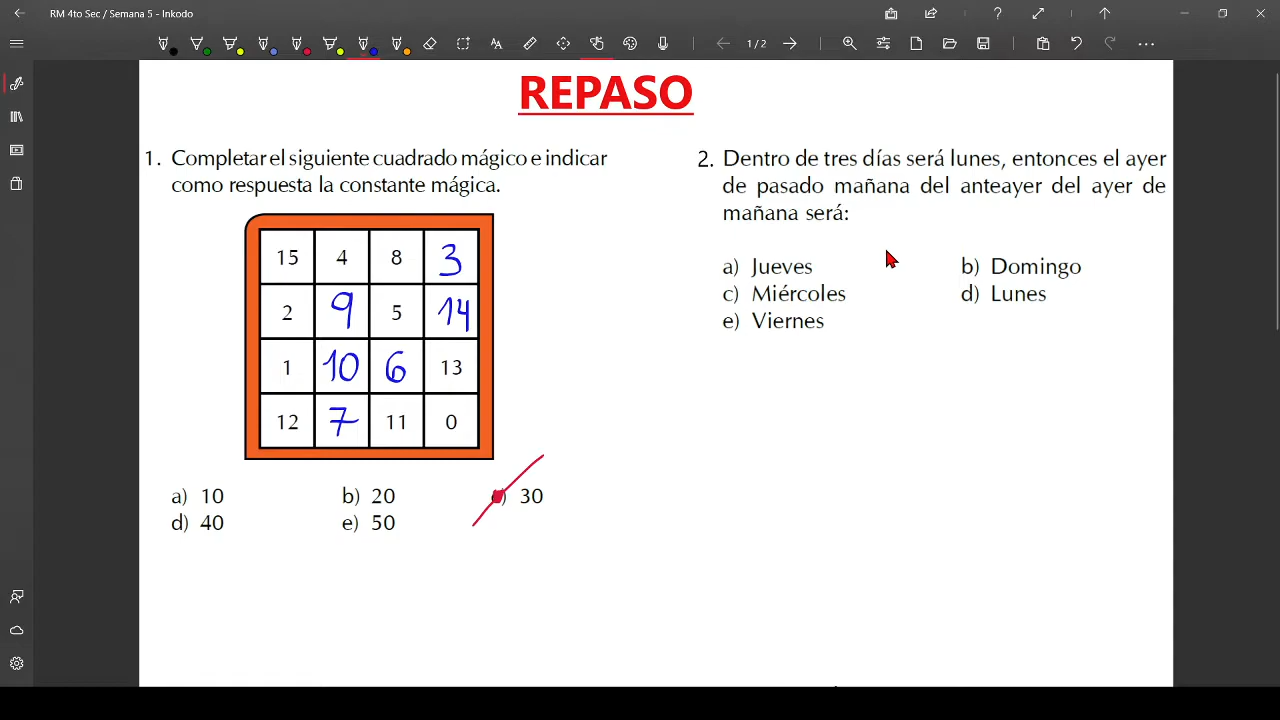 RM 4to Sec / Semana 5 - Inkodo
1/2
REPASO
1. Completar el siguiente cuadrado mágico e indicar
como respuesta la constante mágica.
15 4 8 3
2 9 5 14
1 10 6 13
12 7 11 0
a) 10 b) 20 c) 30
d) 40 e) 50
2. Dentro de tres días será lunes, entonces el ayer
de pasado mañana del anteayer del ayer de
mañana será:
a) Jueves b) Domingo
c) Miércoles d) Lunes
e) Viernes